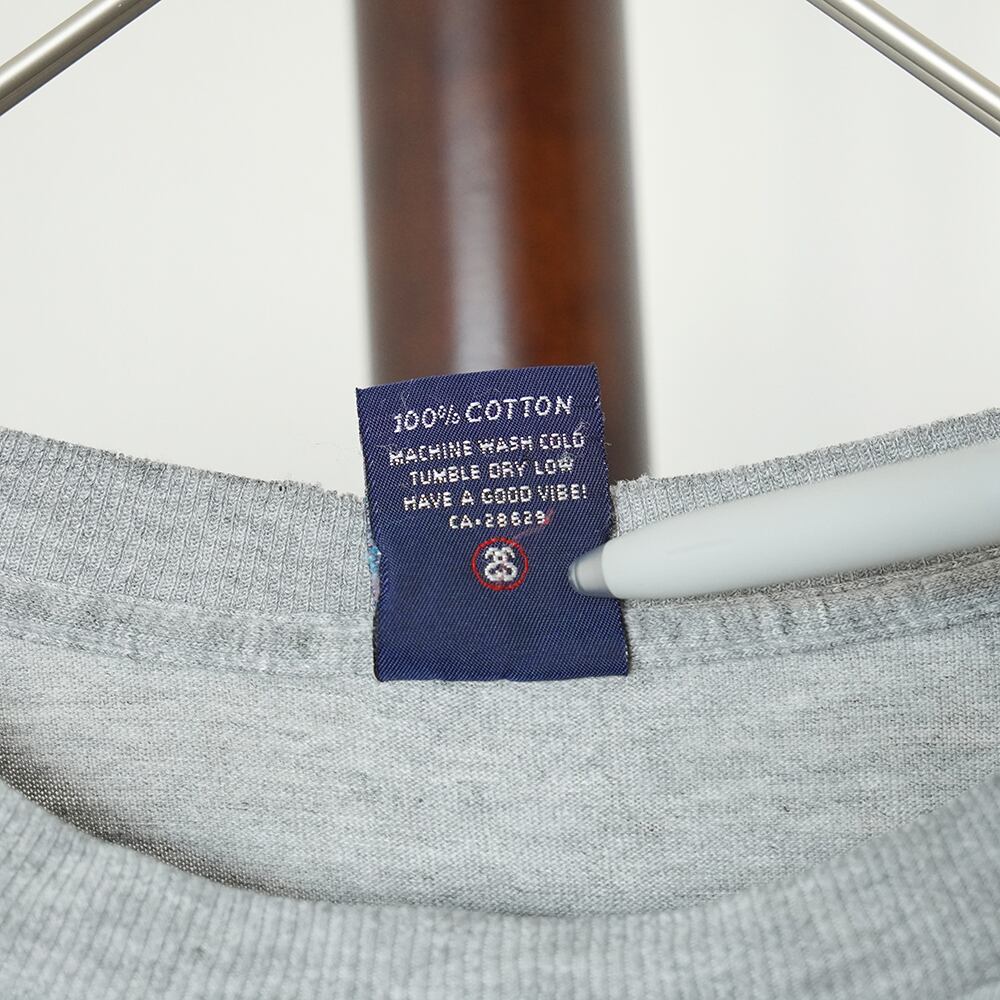 100% COTTON
MACHINE WASH COLD
TUMBLE DRY LOW
HAVE A GOOD VIBE!
CA•28629